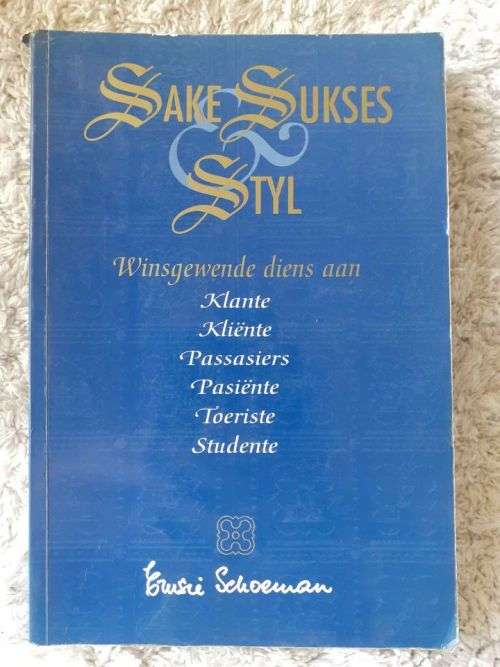 SAKE SUKSES
&
STYL
Winsgewende diens aan
Klante
Kliënte
Passasiers
Pasiënte
Toeriste
Studente
Emsie Schoeman